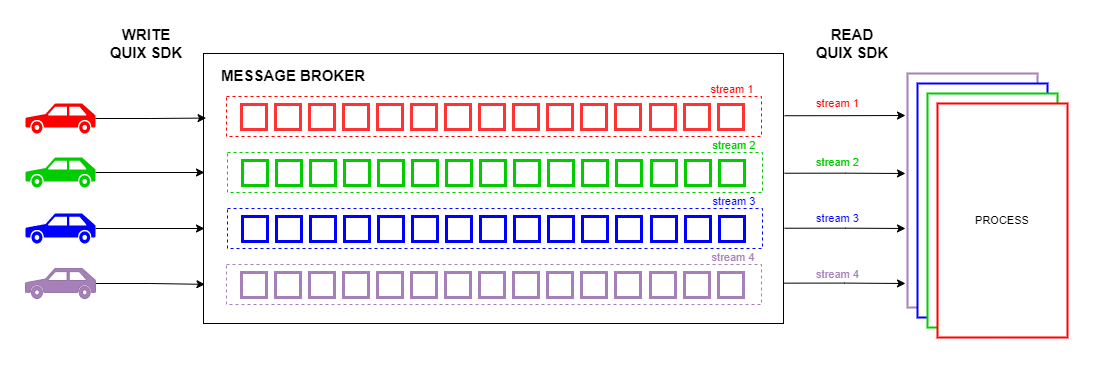 WRITE
QUIX SDK
READ
QUIX SDK
MESSAGE BROKER
stream 1
stream 1
stream 2
stream 2
stream 3
stream 3
PROCESS
stream 4
stream 4